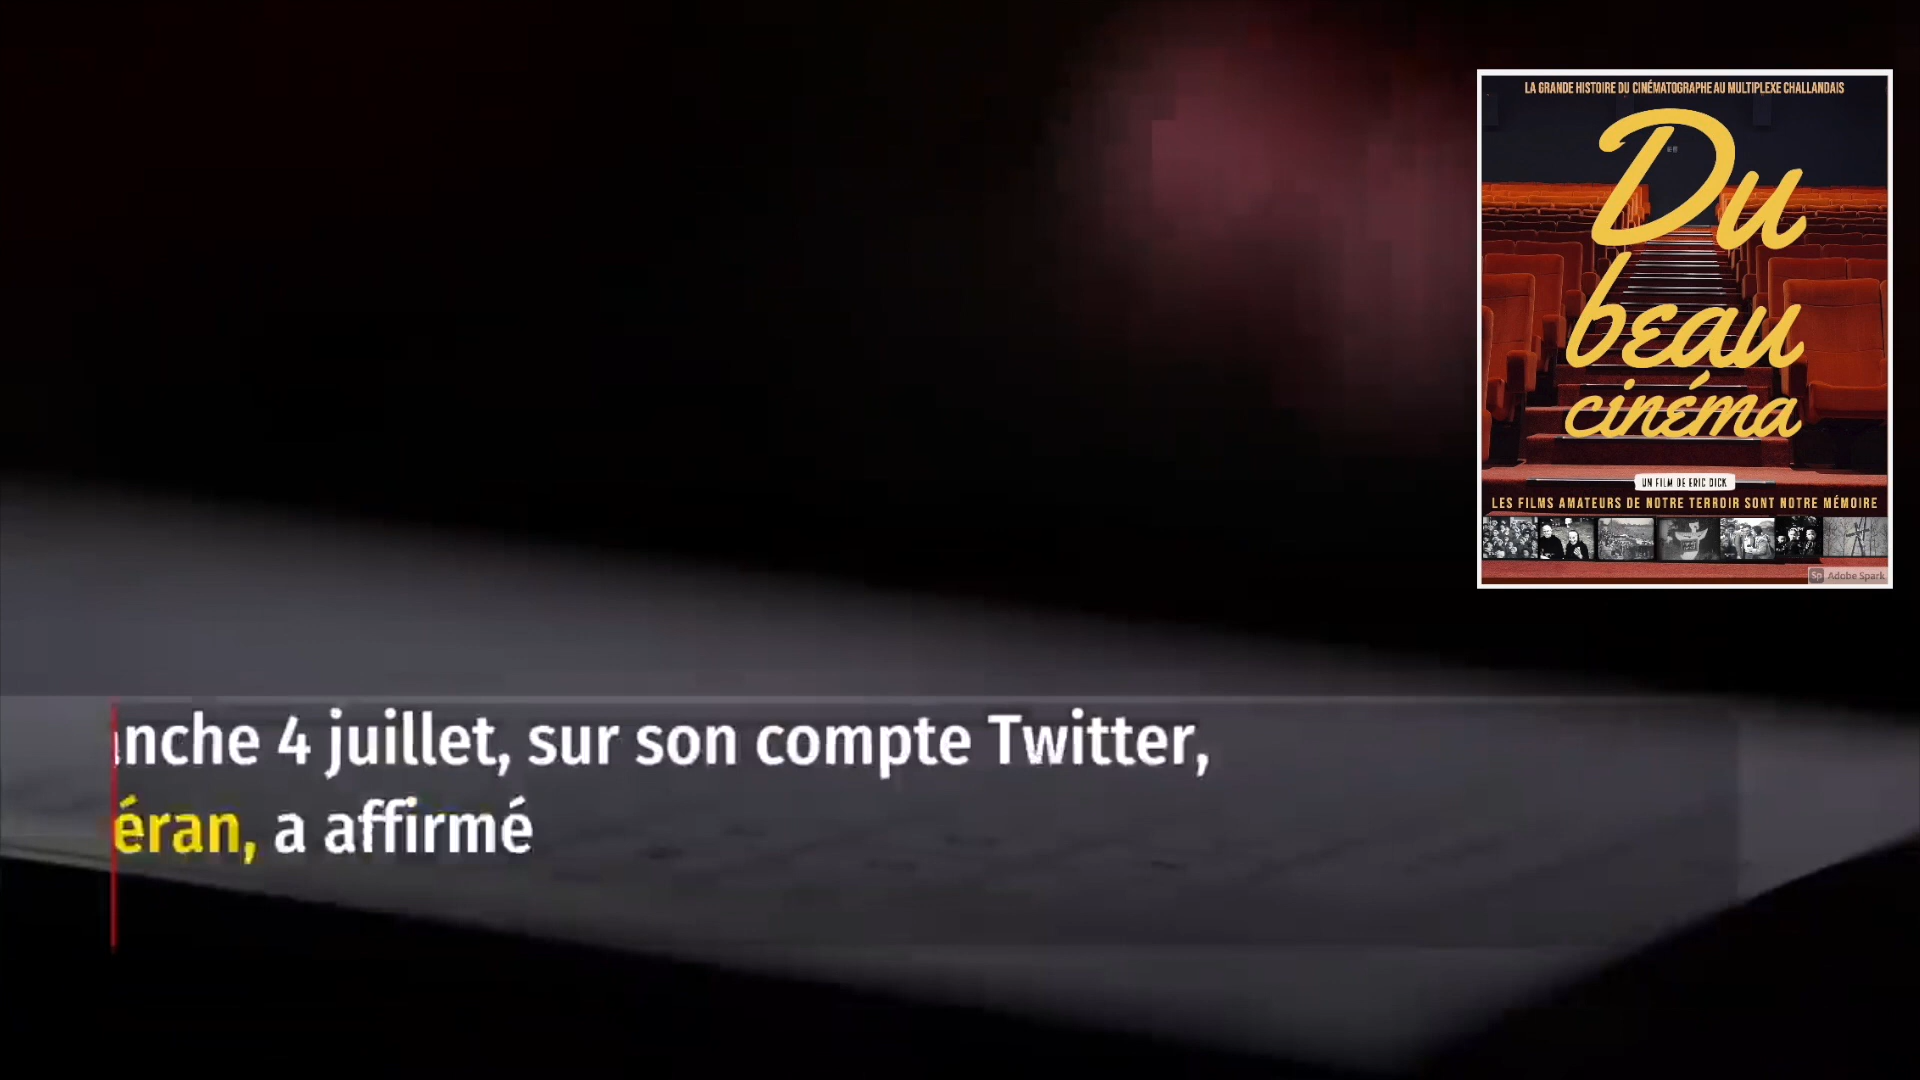 LA GRANDE HISTOIRE DU CINÉMATOGRAPHE AU MULTIPLEXE CHALLANDAIS
Du
beau
cinéma
UN FILM DE ERIC DICK
LES FILMS AMATEURS DE NOTRE TERROIR SONT NOTRE MÉMOIRE
Sp Adobe Spark
nche 4 juillet, sur son compte Twitter,
éran, a affirmé